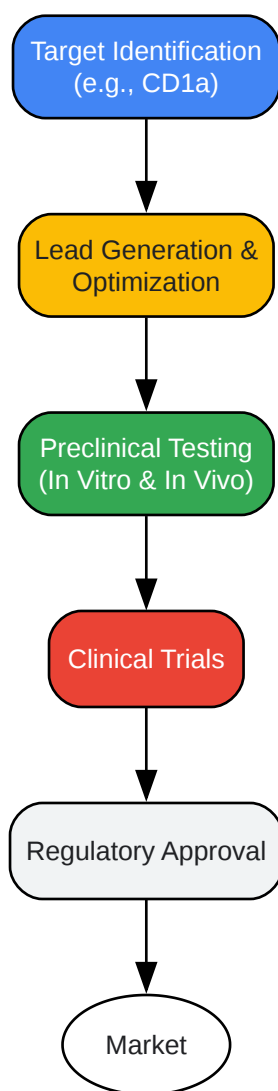 Target Identification
(e.g., CD1a)
Lead Generation &
Optimization
Preclinical Testing
(In Vitro & In Vivo)
Clinical Trials
Regulatory Approval
Market